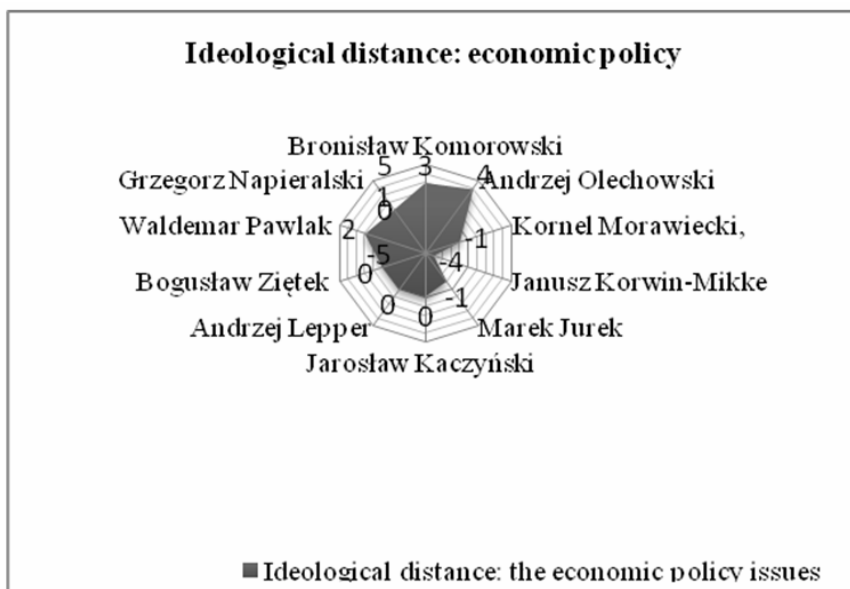 Ideological distance: economic policy
Bronisław Komorowski
5 3 4
Grzegorz Napieralski 1 Andrzej Olechowski
0
Waldemar Pawlak 2 -1 Kornel Morawiecki,
-5 -4
Bogusław Ziętek 0 Janusz Korwin-Mikke
Andrzej Lepper 0 0 -1 Marek Jurek
Jarosław Kaczyński
Ideological distance: the economic policy issues